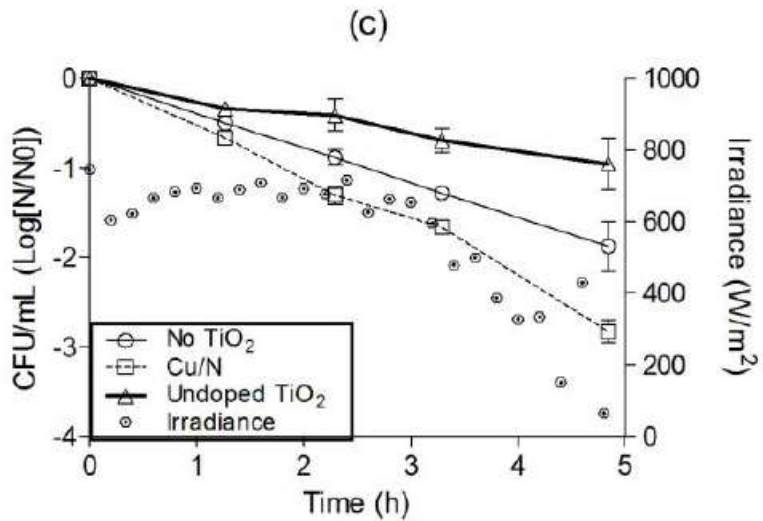 (c)
0
-1
-2
-3
-4
CFU/mL (Log[N/N0])
No TiO₂
Cu/N
Undoped TiO₂
Irradiance
0 1 2 3 4 5
Time (h)
1000
800
600
400
200
0
Irradiance
(W/m²)